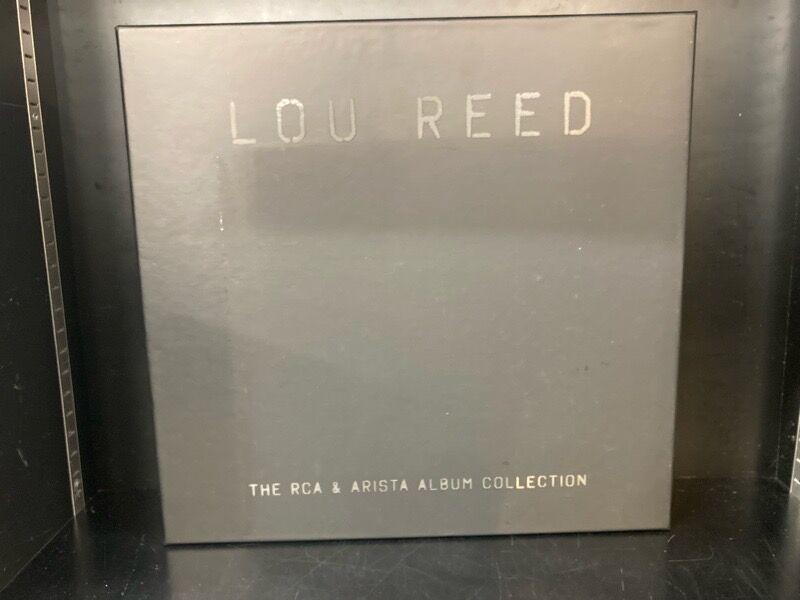 LOU REED
THE RCA & ARISTA ALBUM COLLECTION